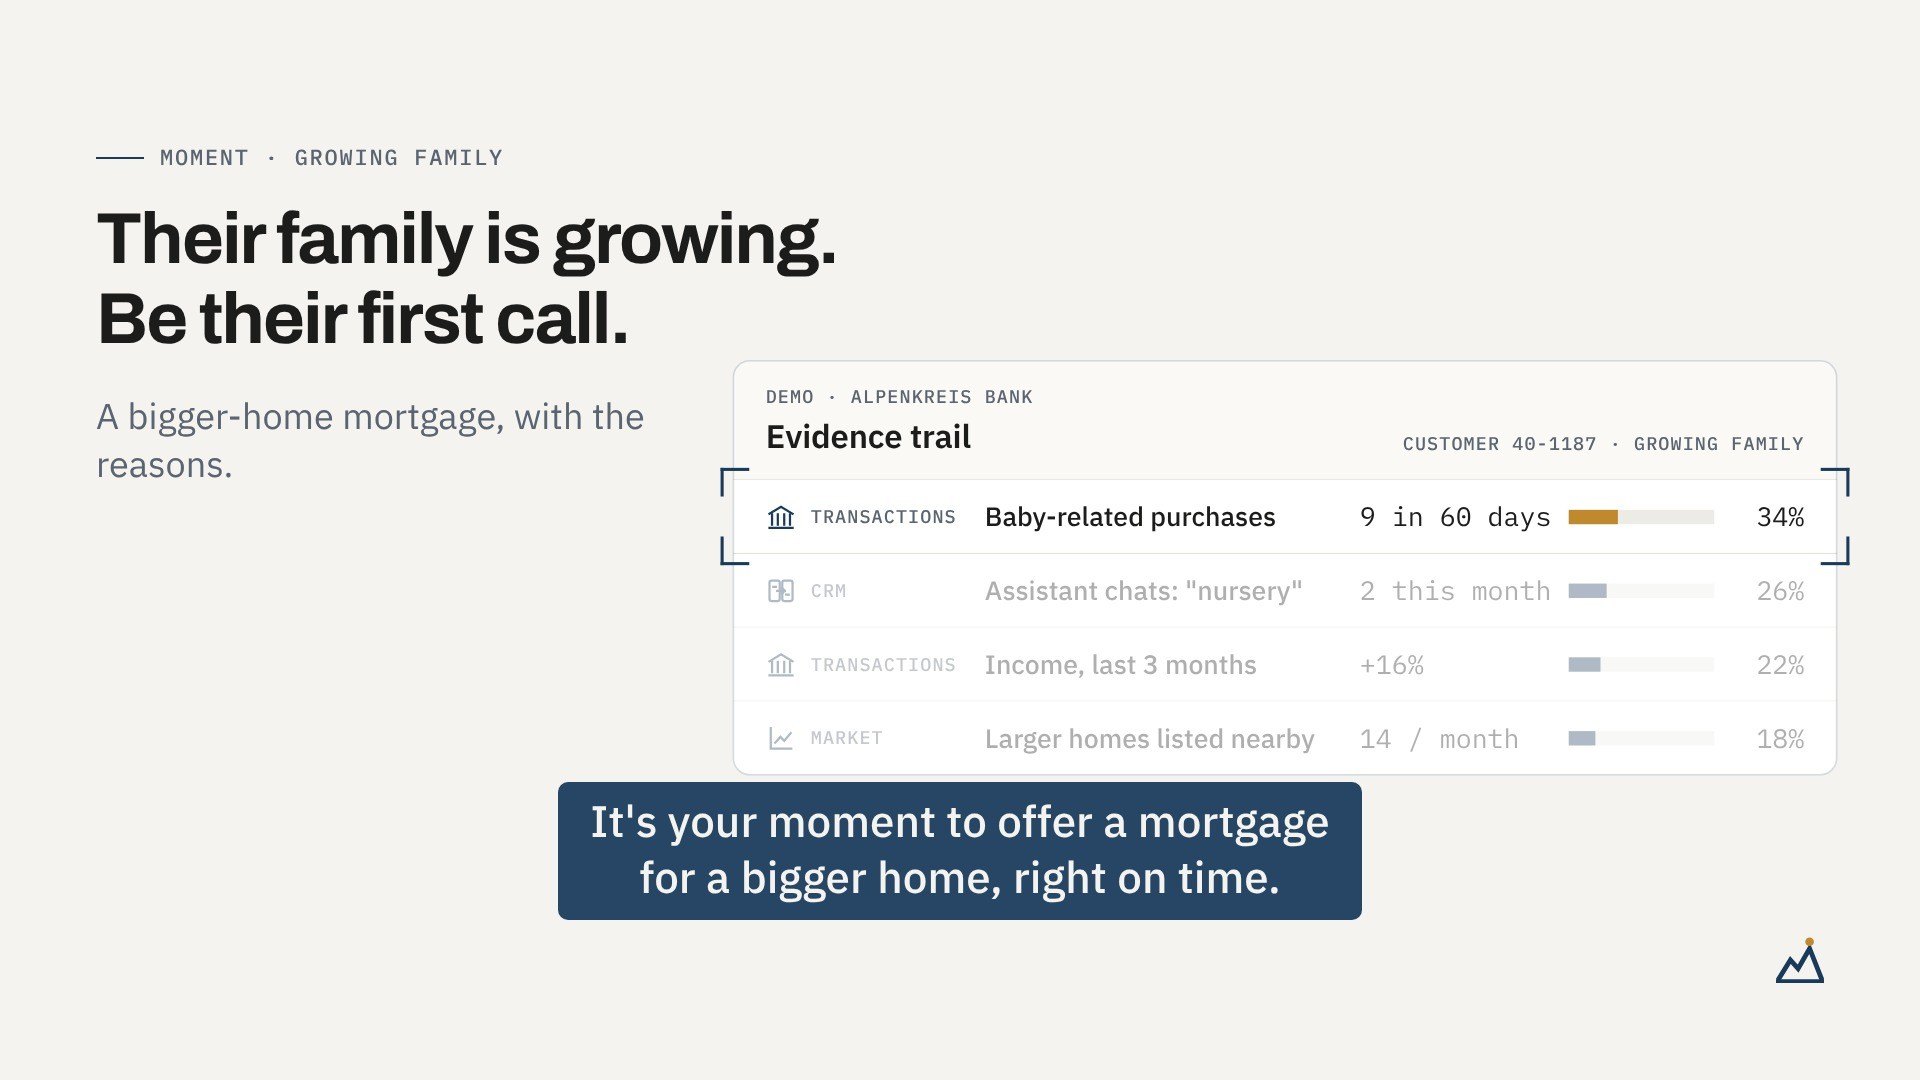 MOMENT · GROWING FAMILY
Their family is growing.
Be their first call.
A bigger-home mortgage, with the
reasons.
DEMO · ALPENKREIS BANK
Evidence trail
CUSTOMER 40-1187 · GROWING FAMILY
TRANSACTIONS Baby-related purchases 9 in 60 days 34%
CRM Assistant chats: "nursery" 2 this month 26%
TRANSACTIONS Income, last 3 months +16% 22%
MARKET Larger homes listed nearby 14 / month 18%
It's your moment to offer a mortgage
for a bigger home, right on time.